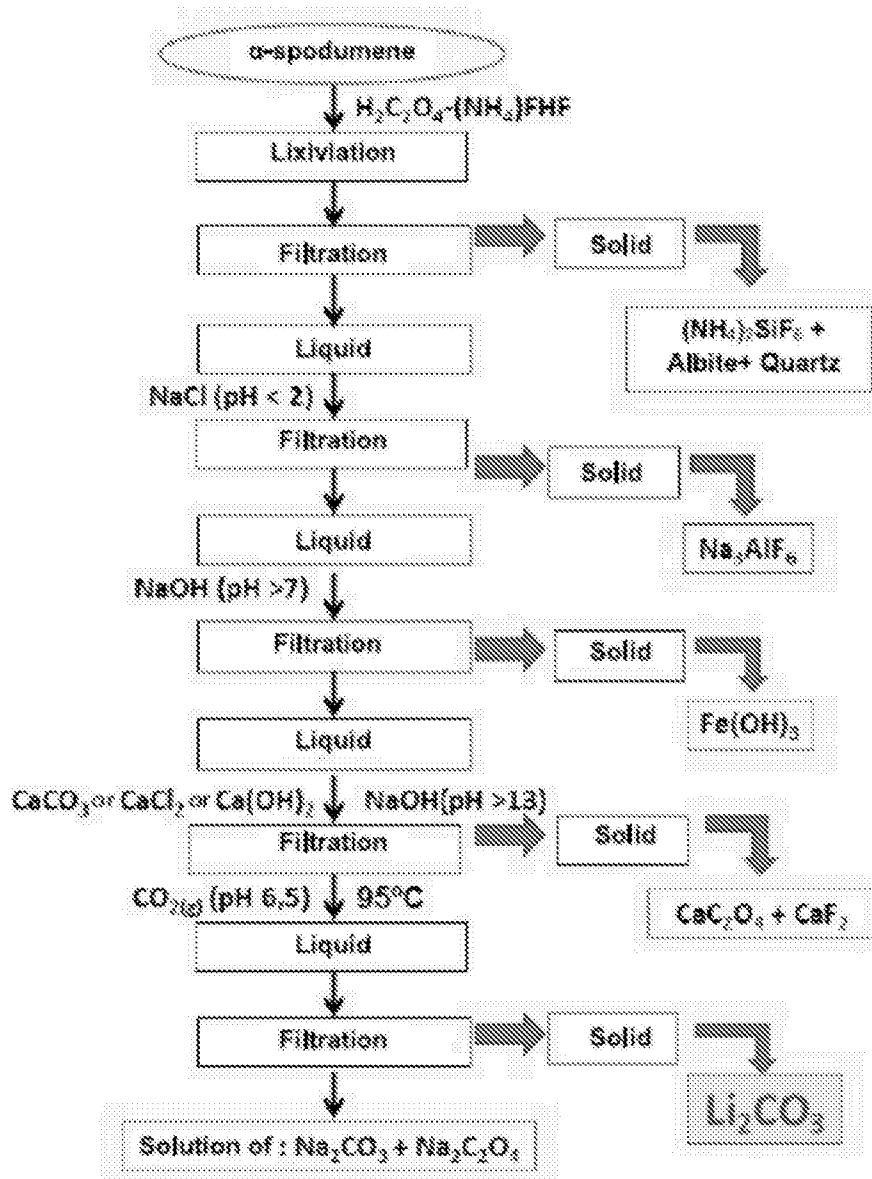 α-spodumene
H₂C₂O₄-(NH₄)FHF
Lixiviation
Filtration
Solid
(NH₄)₂SiF₆ +
Albite+ Quartz
Liquid
NaCl (pH < 2)
Filtration
Solid
Na₃AlF₆
Liquid
NaOH (pH >7)
Filtration
Solid
Fe(OH)₃
Liquid
CaCO₃ or CaCl₂ or Ca(OH)₂ NaOH(pH >13)
Filtration
Solid
CaC₂O₄ + CaF₂
CO₂(g) (pH 6,5) 95°C
Liquid
Filtration
Solid
Li₂CO₃
Solution of : Na₂CO₃ + Na₂C₂O₄